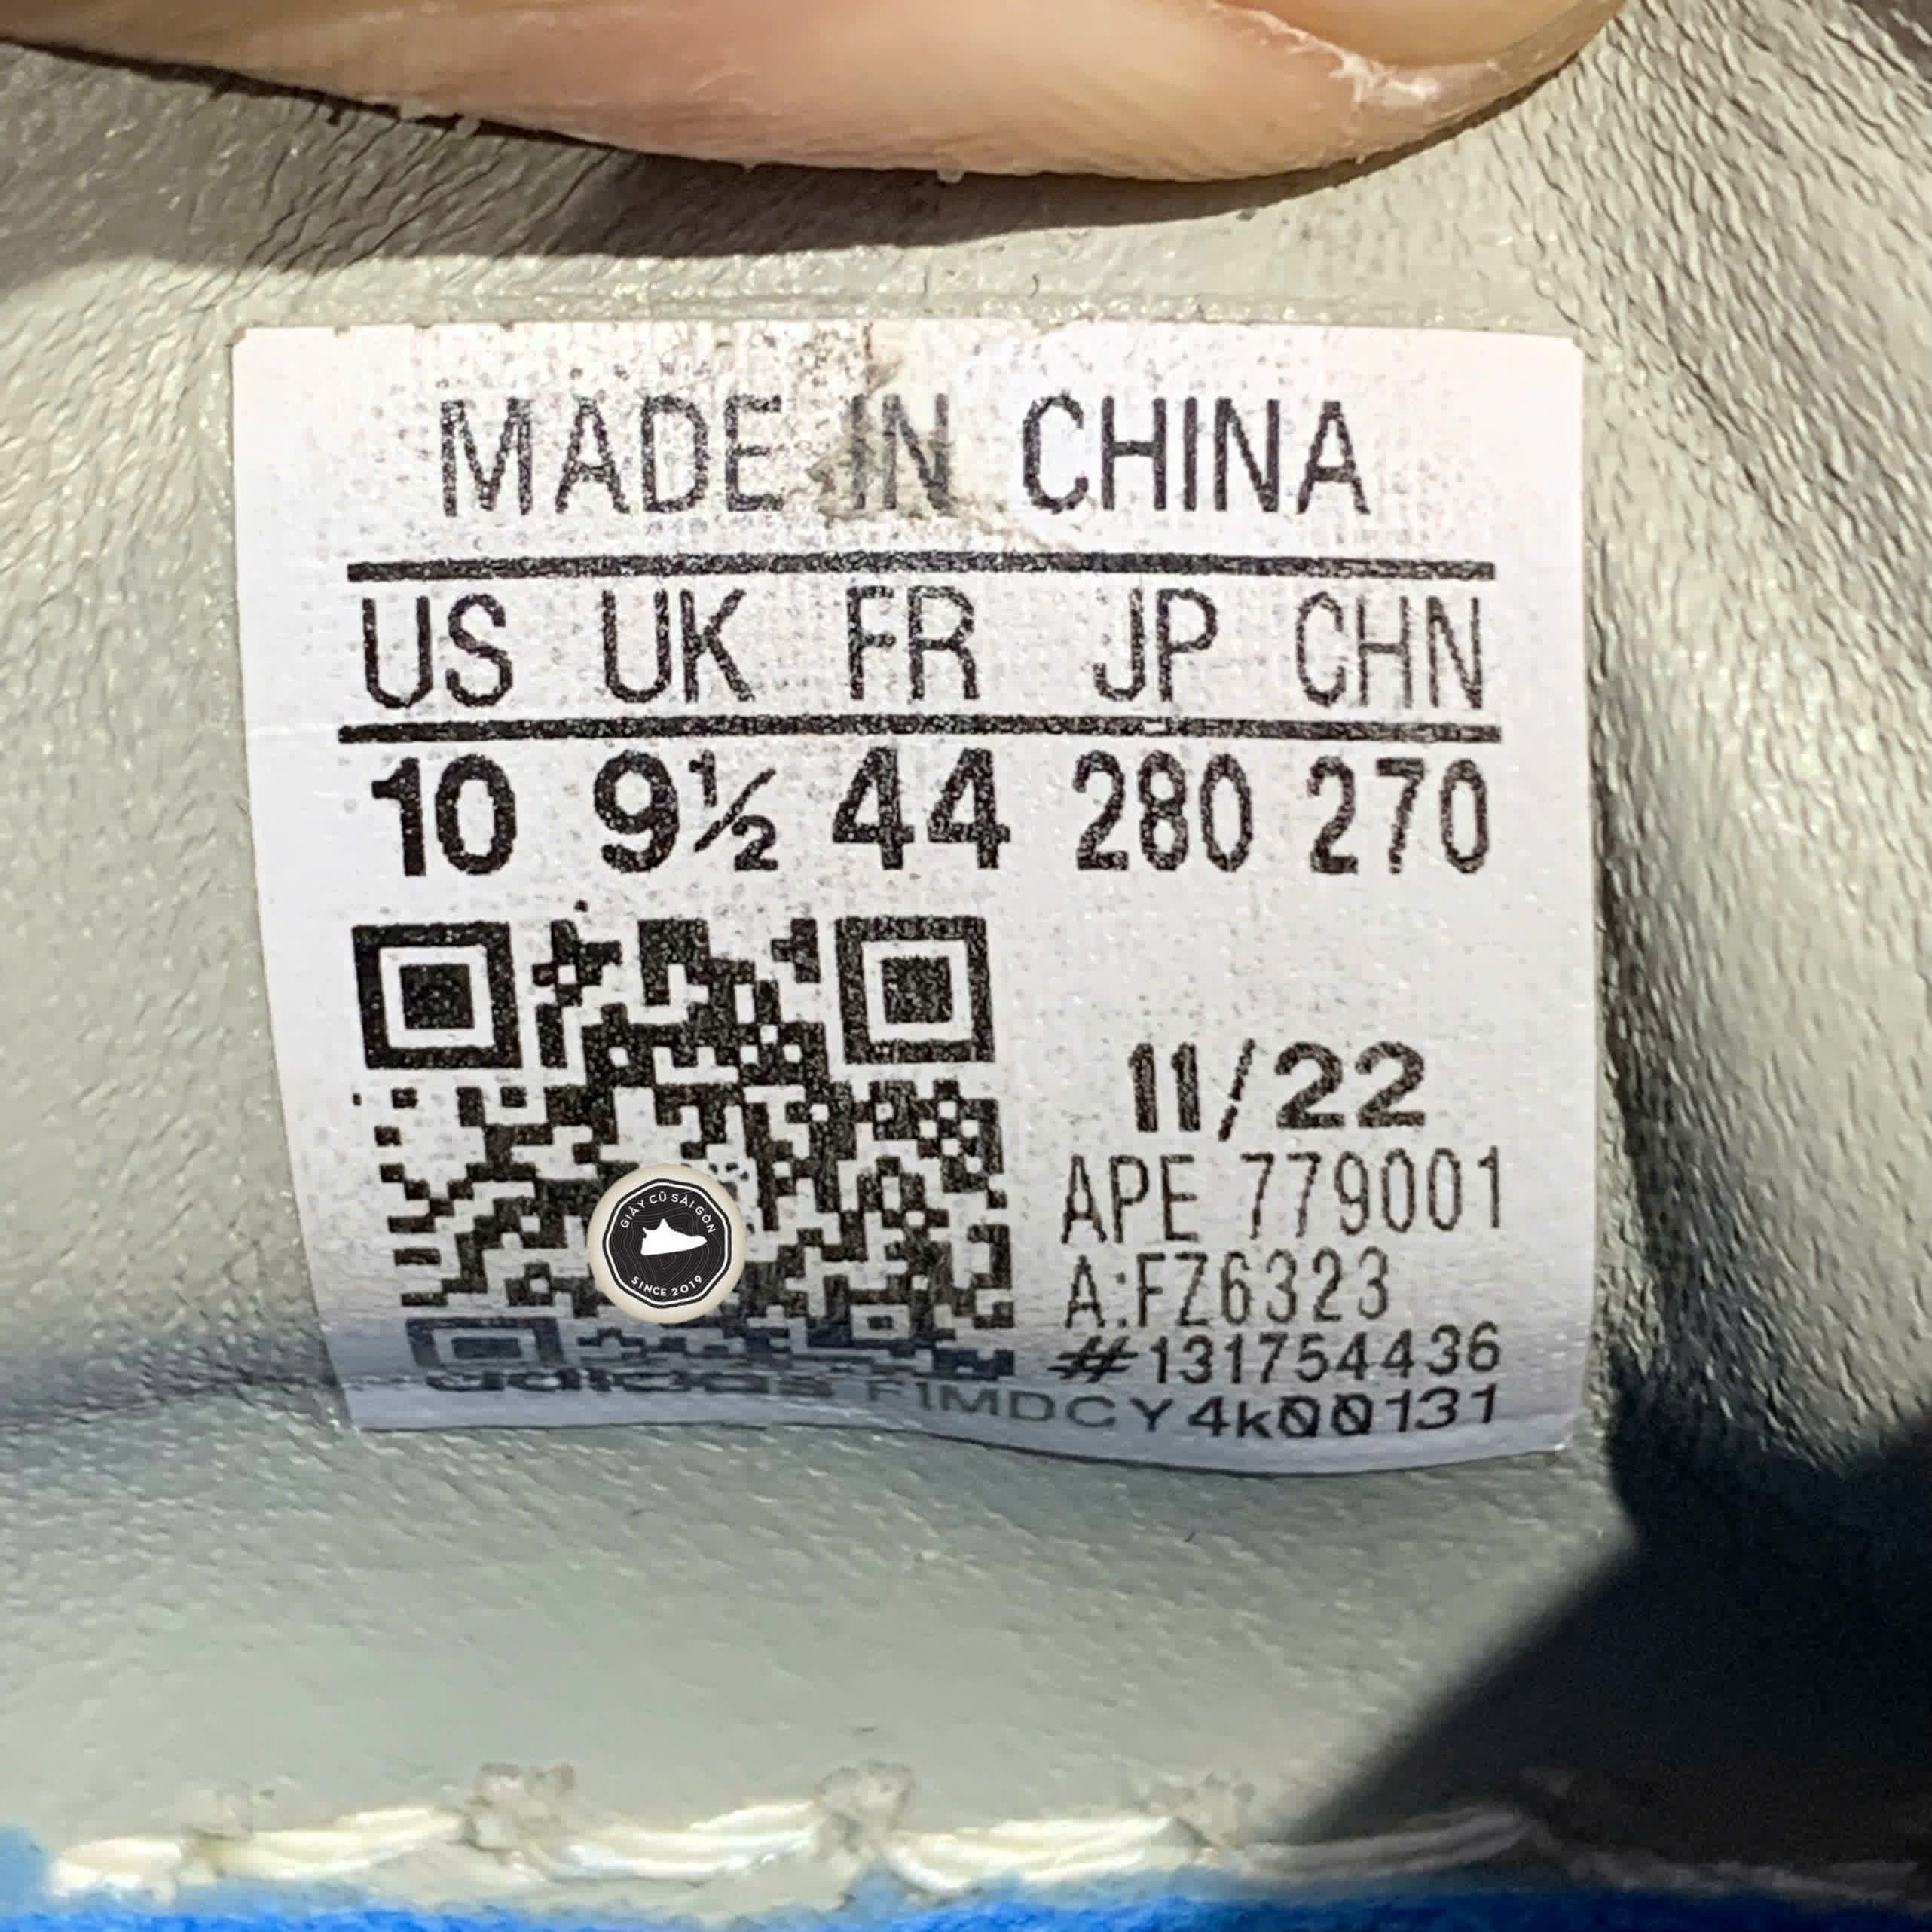 MADE IN CHINA
US UK FR JP CHN
10 9½ 44 280 270
11/22
APE 779001
A:FZ6323
#131754436
adidas F1MDCY4k00131
GIÀY CŨ SÀI GÒN
SINCE 2019